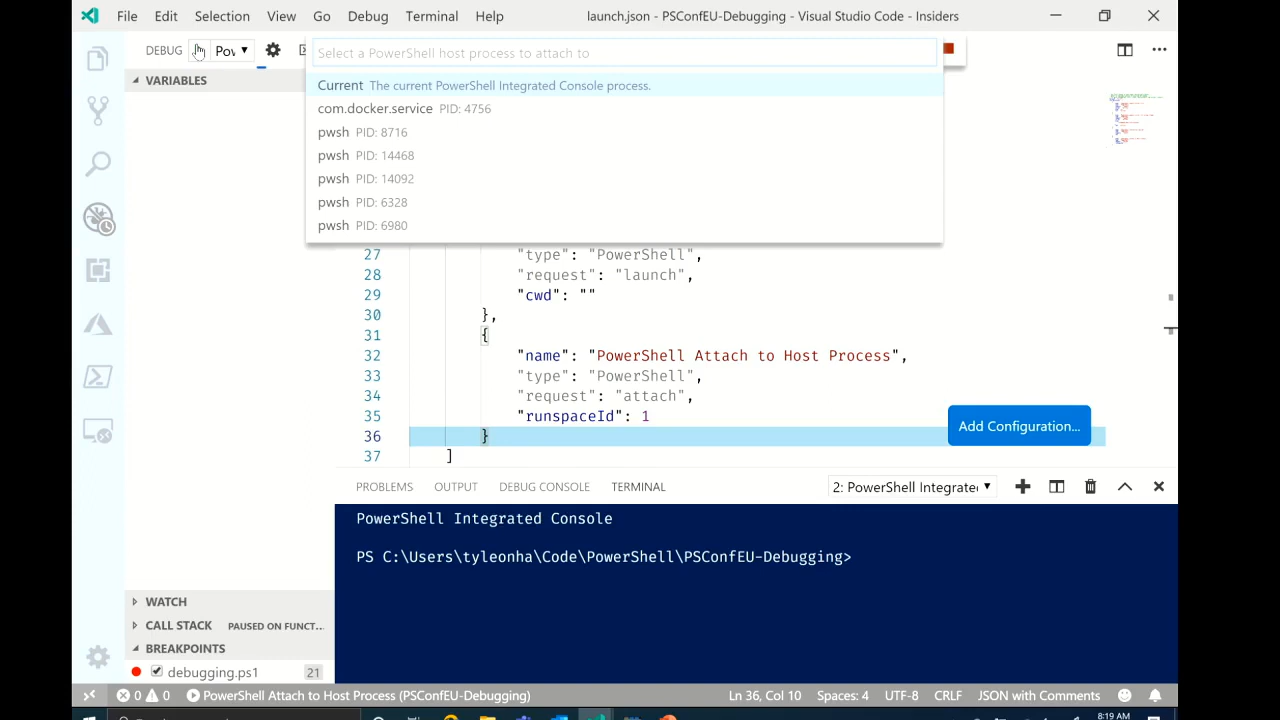 File Edit Selection View Go Debug Terminal Help launch.json - PSConfEU-Debugging - Visual Studio Code - Insiders
DEBUG Pov
Select a PowerShell host process to attach to
VARIABLES
Current The current PowerShell Integrated Console process.
com.docker.service PID: 4756
pwsh PID: 8716
pwsh PID: 14468
pwsh PID: 14092
pwsh PID: 6328
pwsh PID: 6980
27 "type": "PowerShell",
28 "request": "launch",
29 "cwd": ""
30 },
31 {
32 "name": "PowerShell Attach to Host Process",
33 "type": "PowerShell",
34 "request": "attach",
35 "runspaceId": 1
36 }
37 ]
Add Configuration...
PROBLEMS OUTPUT DEBUG CONSOLE TERMINAL 2: PowerShell Integrate
PowerShell Integrated Console
PS C:\Users\tyleonha\Code\PowerShell\PSConfEU-Debugging>
WATCH
CALL STACK PAUSED ON FUNCT...
BREAKPOINTS
debugging.ps1 21
0 0 PowerShell Attach to Host Process (PSConfEU-Debugging) Ln 36, Col 10 Spaces: 4 UTF-8 CRLF JSON with Comments
8:19 AM